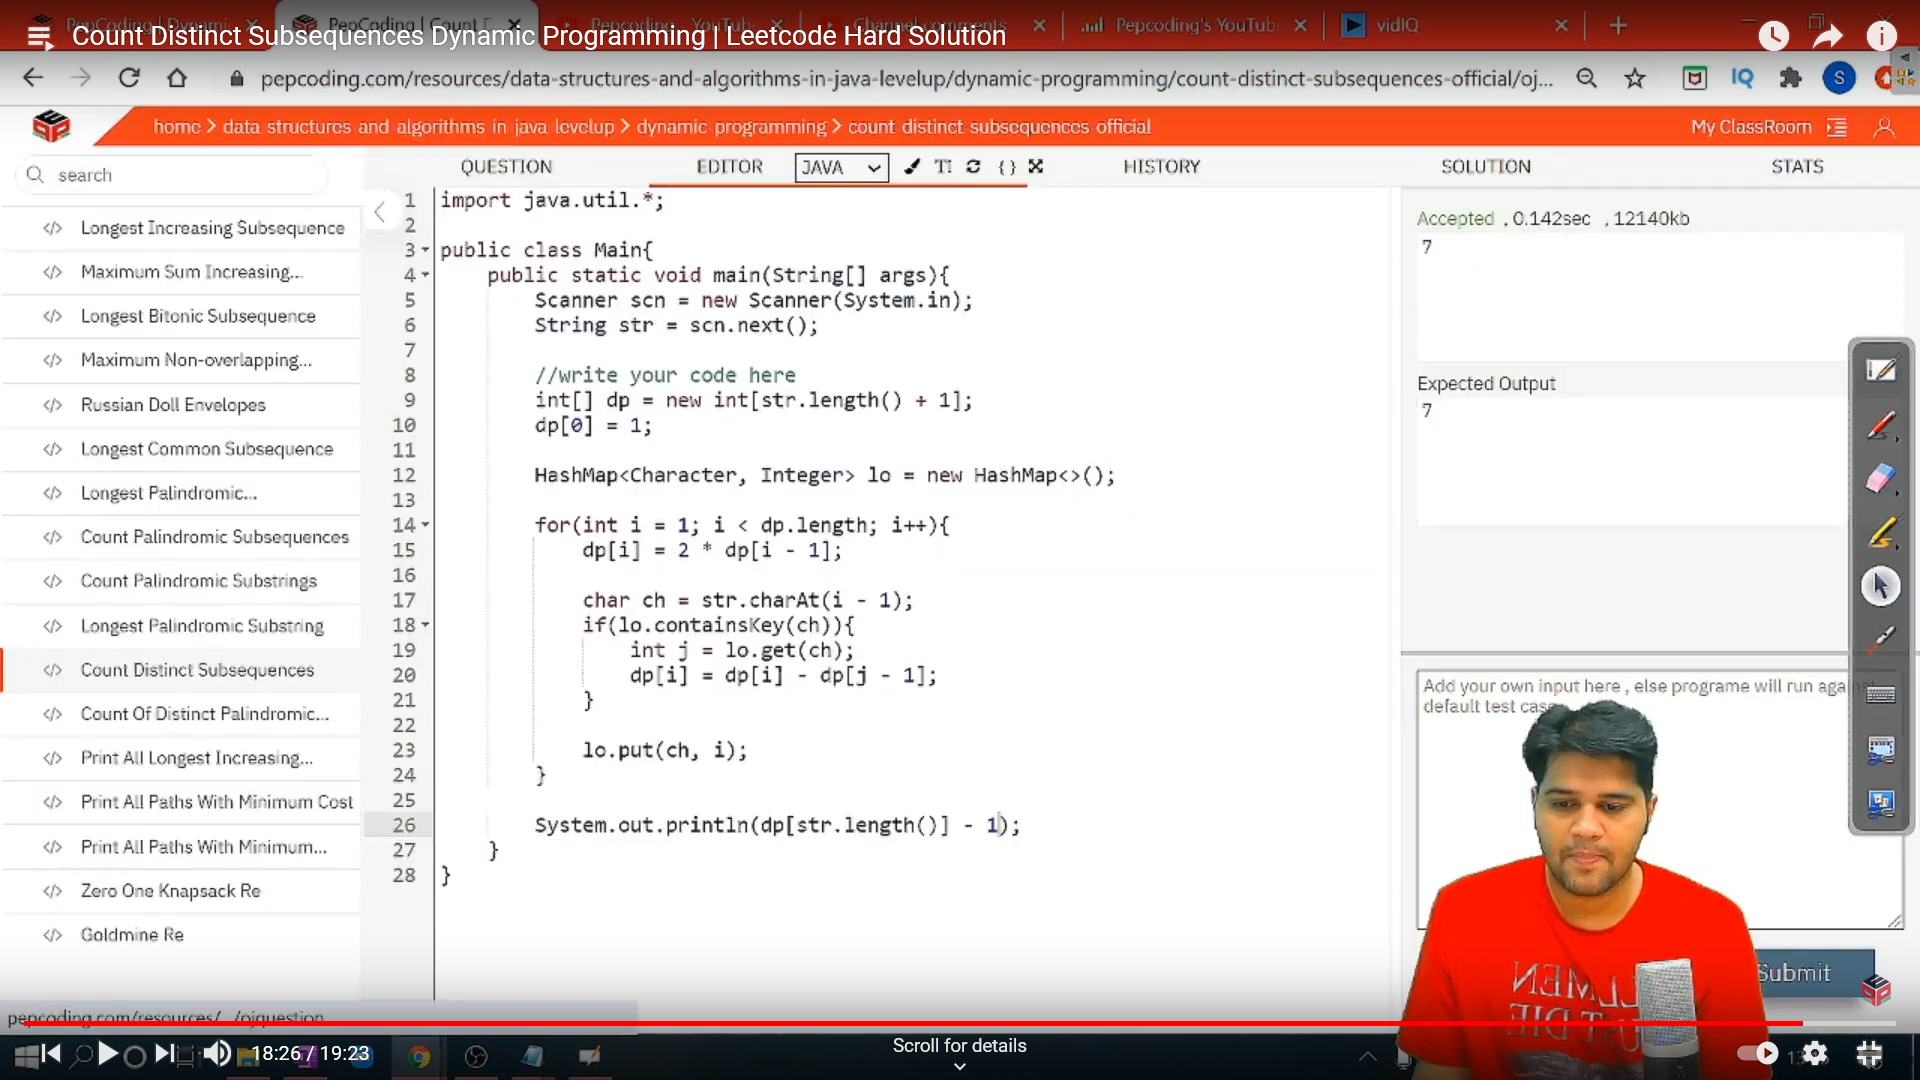 Count Distinct Subsequences Dynamic Programming | Leetcode Hard Solution
PepCoding | Count D
Pepcoding - YouTube
Channel comments
Pepcoding's YouTub
vidIQ
pepcoding.com/resources/data-structures-and-algorithms-in-java-levelup/dynamic-programming/count-distinct-subsequences-official/oj...
IQ
S
home > data structures and algorithms in java levelup > dynamic programming > count distinct subsequences official
My ClassRoom
search
QUESTION
EDITOR
JAVA
HISTORY
SOLUTION
STATS
Longest Increasing Subsequence
Maximum Sum Increasing...
Longest Bitonic Subsequence
Maximum Non-overlapping...
Russian Doll Envelopes
Longest Common Subsequence
Longest Palindromic...
Count Palindromic Subsequences
Count Palindromic Substrings
Longest Palindromic Substring
Count Distinct Subsequences
Count Of Distinct Palindromic...
Print All Longest Increasing...
Print All Paths With Minimum Cost
Print All Paths With Minimum...
Zero One Knapsack Re
Goldmine Re
1 import java.util.*;
2
3 public class Main{
4 public static void main(String[] args){
5 Scanner scn = new Scanner(System.in);
6 String str = scn.next();
7
8 //write your code here
9 int[] dp = new int[str.length() + 1];
10 dp[0] = 1;
11
12 HashMap<Character, Integer> lo = new HashMap<>();
13
14 for(int i = 1; i < dp.length; i++){
15 dp[i] = 2 * dp[i - 1];
16
17 char ch = str.charAt(i - 1);
18 if(lo.containsKey(ch)){
19 int j = lo.get(ch);
20 dp[i] = dp[i] - dp[j - 1];
21 }
22
23 lo.put(ch, i);
24 }
25
26 System.out.println(dp[str.length()] - 1);
27 }
28 }
Accepted , 0.142sec , 12140kb
7
Expected Output
7
Add your own input here , else programe will run
default test case
Submit
pepcoding.com/resources/.../ojquestion
18:26 / 19:23
Scroll for details